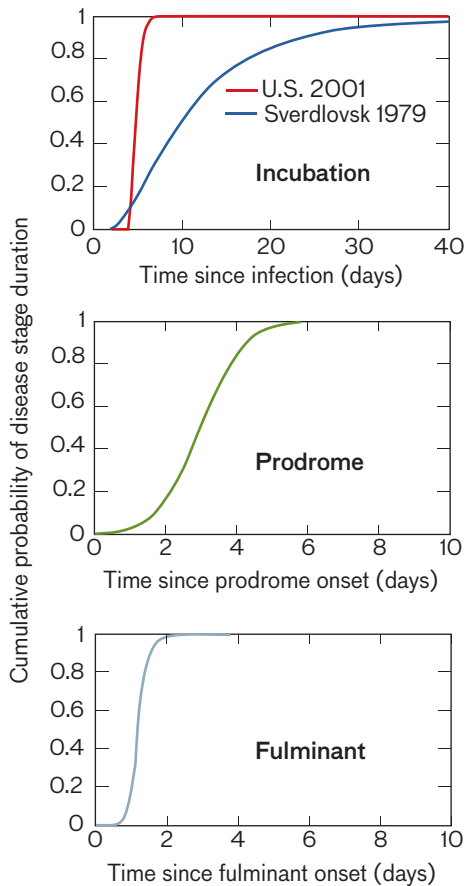 Cumulative probability of disease stage duration
1
0.8
0.6
0.4
0.2
0
U.S. 2001
Sverdlovsk 1979
Incubation
0 10 20 30 40
Time since infection (days)
1
0.8
0.6
0.4
0.2
0
Prodrome
0 2 4 6 8 10
Time since prodrome onset (days)
1
0.8
0.6
0.4
0.2
0
Fulminant
0 2 4 6 8 10
Time since fulminant onset (days)